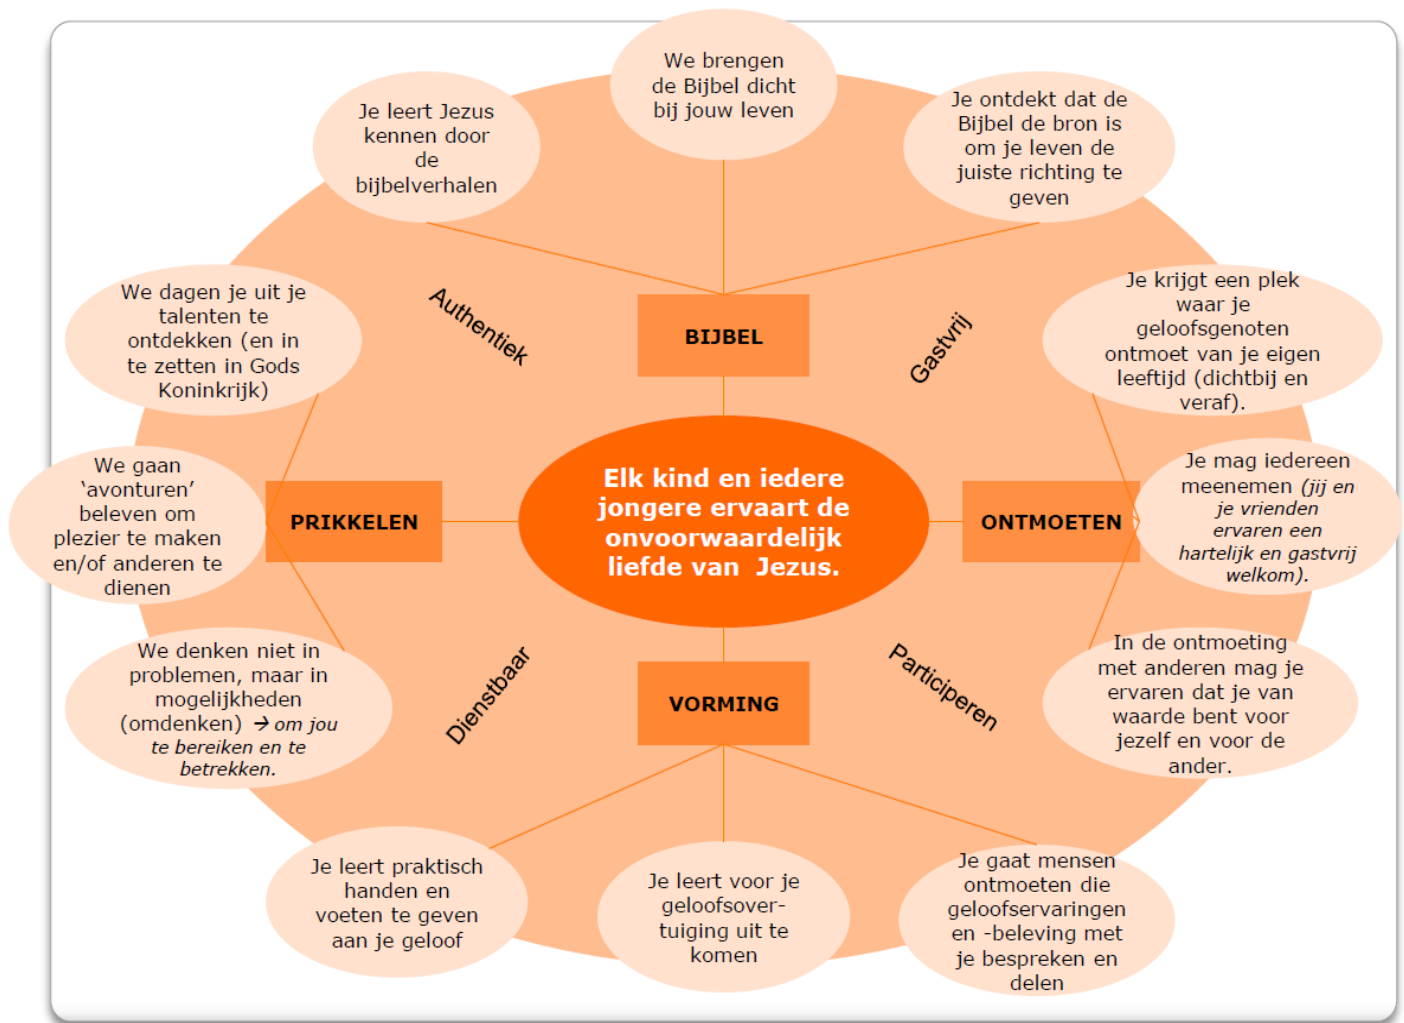 We brengen
de Bijbel dicht
bij jouw leven
Je leert Jezus
kennen door
de
bijbelverhalen
Je ontdekt dat de
Bijbel de bron is
om je leven de
juiste richting te
geven
We dagen je uit je
talenten te
ontdekken (en in
te zetten in Gods
Koninkrijk)
Authentiek
BIJBEL
Gastvrij
Je krijgt een plek
waar je
geloofsgenoten
ontmoet van je eigen
leeftijd (dichtbij en
veraf).
We gaan
‘avonturen’
beleven om
plezier te maken
en/of anderen te
dienen
PRIKKELEN
Elk kind en iedere
jongere ervaart de
onvoorwaardelijk
liefde van  Jezus.
ONTMOETEN
Je mag iedereen
meenemen (jij en
je vrienden
ervaren een
hartelijk en gastvrij
welkom).
We denken niet in
problemen, maar in
mogelijkheden
(omdenken) → om jou
te bereiken en te
betrekken.
Dienstbaar
VORMING
Participeren
In de ontmoeting
met anderen mag je
ervaren dat je van
waarde bent voor
jezelf en voor de
ander.
Je leert praktisch
handen en
voeten te geven
aan je geloof
Je leert voor je
geloofsover-
tuiging uit te
komen
Je gaat mensen
ontmoeten die
geloofservaringen
en -beleving met
je bespreken en
delen